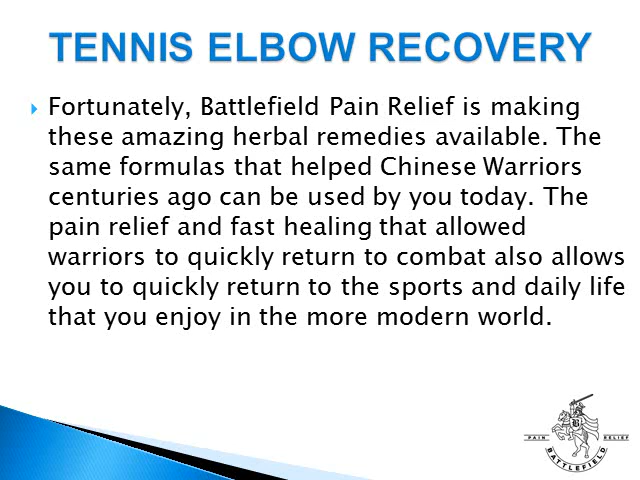 TENNIS ELBOW RECOVERY
Fortunately, Battlefield Pain Relief is making
these amazing herbal remedies available. The
same formulas that helped Chinese Warriors
centuries ago can be used by you today. The
pain relief and fast healing that allowed
warriors to quickly return to combat also allows
you to quickly return to the sports and daily life
that you enjoy in the more modern world.
B
PAIN RELIEF
BATTLEFIELD